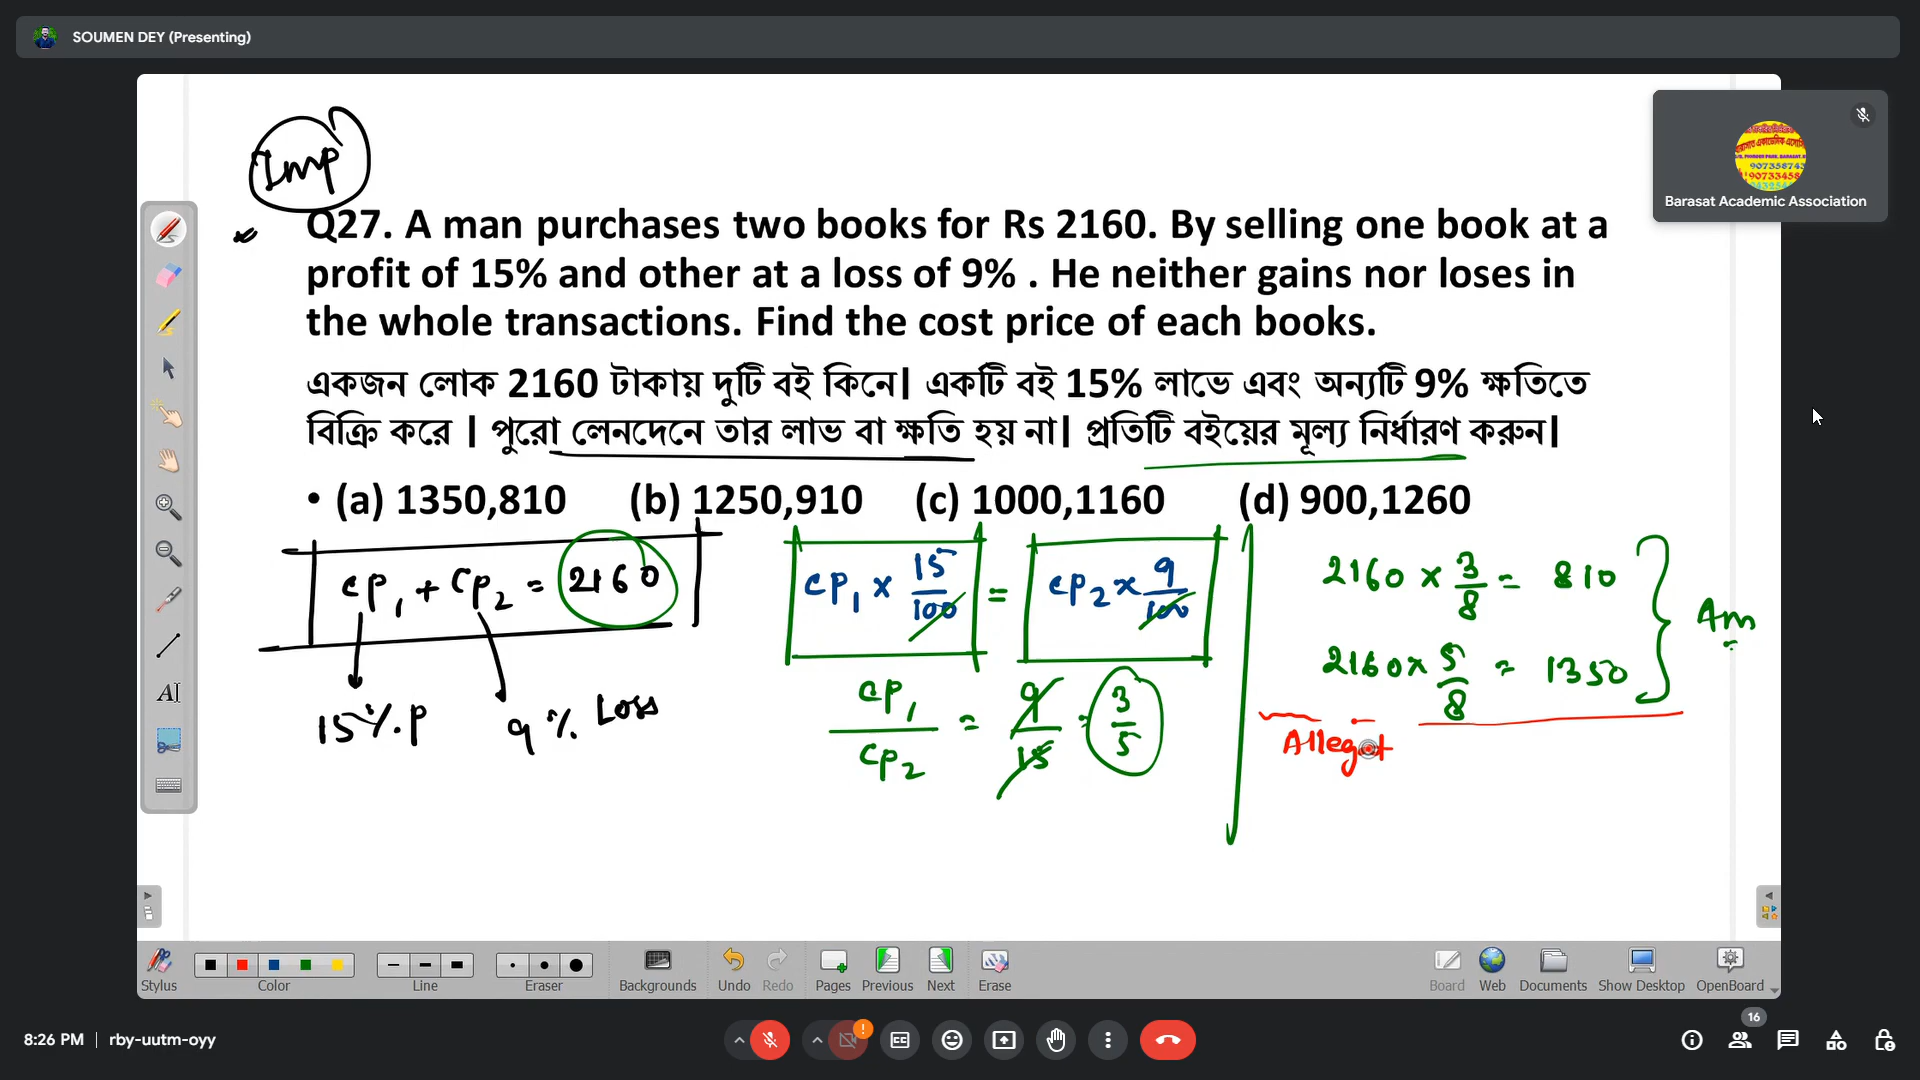 SOUMEN DEY (Presenting)
Imp
Barasat Academic Association
Q27. A man purchases two books for Rs 2160. By selling one book at a
profit of 15% and other at a loss of 9% . He neither gains nor loses in
the whole transactions. Find the cost price of each books.
একজন লোক 2160 টাকায় দুটি বই কিনে| একটি বই 15% লাভে এবং অন্যটি 9% ক্ষতিতে
বিক্রি করে | পুরো লেনদেনে তার লাভ বা ক্ষতি হয় না| প্রতিটি বইয়ের মূল্য নির্ধারণ করুন|
• (a) 1350,810 (b) 1250,910 (c) 1000,1160 (d) 900,1260
CP₁ + CP₂ = 2160
15% P 9% Loss
CP₁ × 15/100 = CP₂ × 9/100
CP₁/CP₂ = 9/15 = 3/5
2160 × 3/8 = 810
2160 × 5/8 = 1350
Ans
Allegat
Stylus Color Line Eraser Backgrounds Undo Redo Pages Previous Next Erase Board Web Documents Show Desktop OpenBoard
8:26 PM | rby-uutm-oyy
16